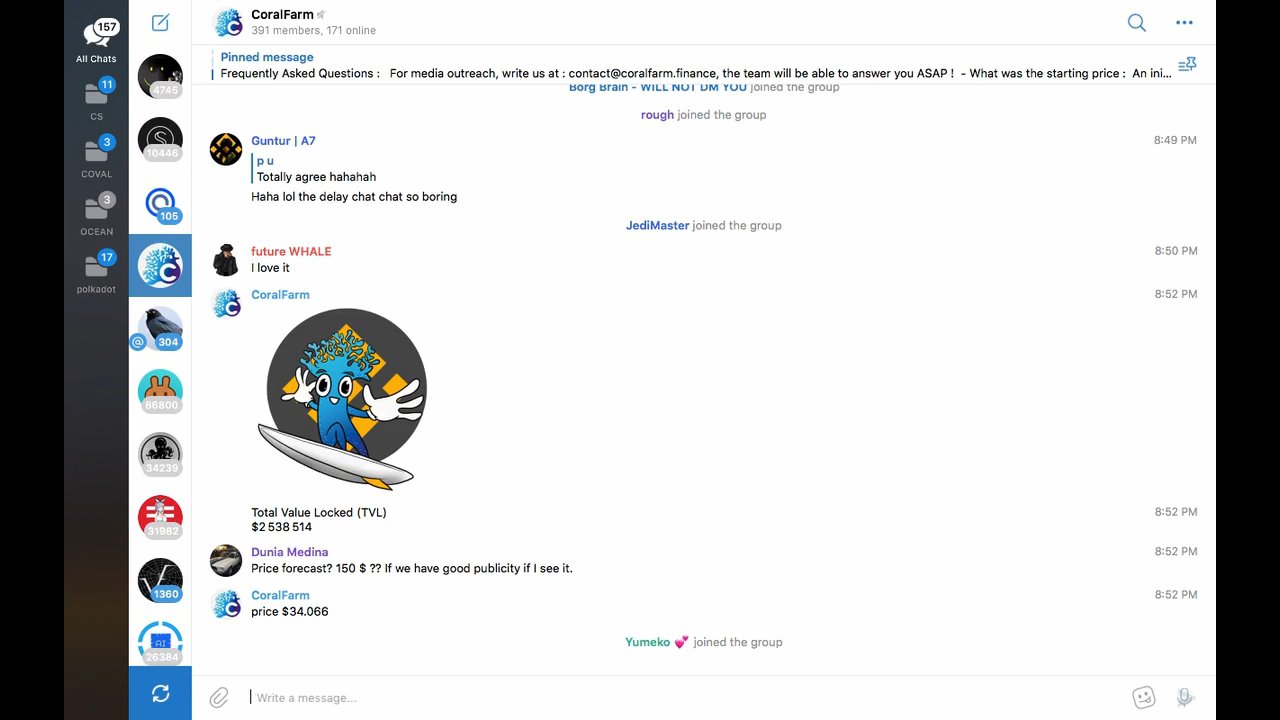 157
All Chats
11
CS
3
COVAL
3
OCEAN
17
polkadot
4745
S
10446
105
C
@
304
86800
34239
31982
1360
AI
26384
C
CoralFarm
391 members, 171 online
Pinned message
Frequently Asked Questions : For media outreach, write us at : contact@coralfarm.finance, the team will be able to answer you ASAP ! - What was the starting price : An ini...
Borg Brain - WILL NOT DM YOU joined the group
rough joined the group
Guntur | A7 8:49 PM
p u
Totally agree hahahah
Haha lol the delay chat chat so boring
JediMaster joined the group
future WHALE 8:50 PM
I love it
CoralFarm 8:52 PM
C
Total Value Locked (TVL) 8:52 PM
$2 538 514
Dunia Medina 8:52 PM
Price forecast? 150 $ ?? If we have good publicity if I see it.
CoralFarm 8:52 PM
C
price $34.066
Yumeko 💕 joined the group
Write a message...